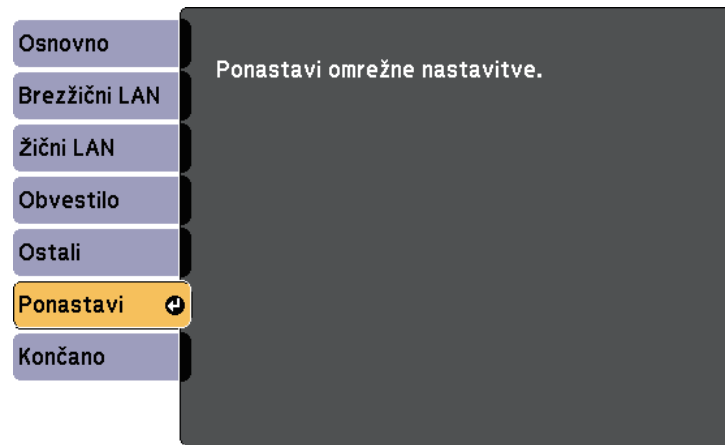 Osnovno
Brezžični LAN
Žični LAN
Obvestilo
Ostali
Ponastavi
Končano
Ponastavi omrežne nastavitve.